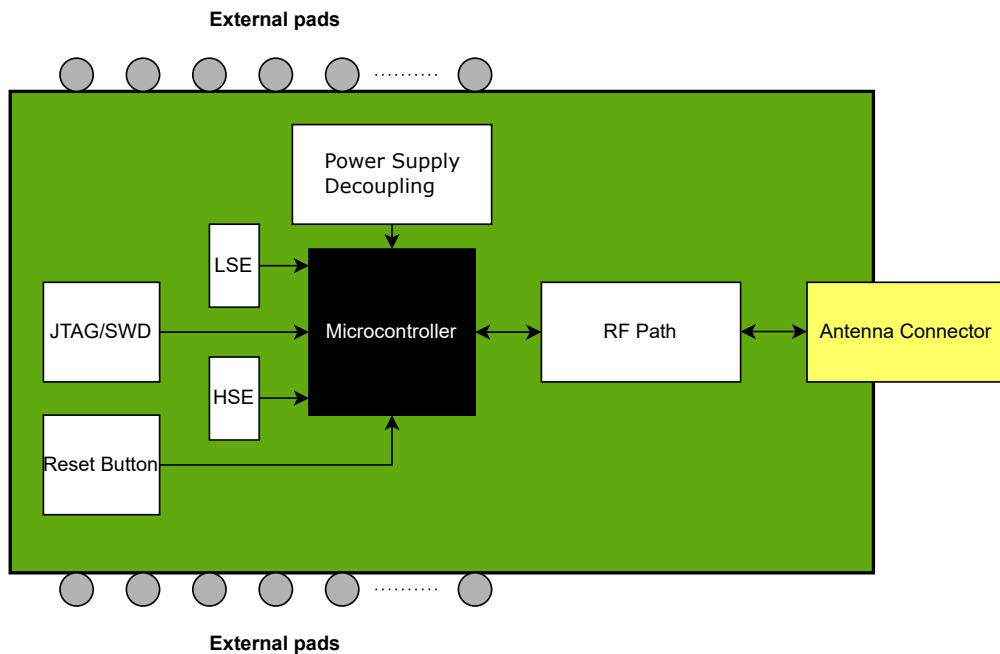 External pads
Power Supply
Decoupling
LSE
JTAG/SWD
Microcontroller
RF Path
Antenna Connector
HSE
Reset Button
External pads